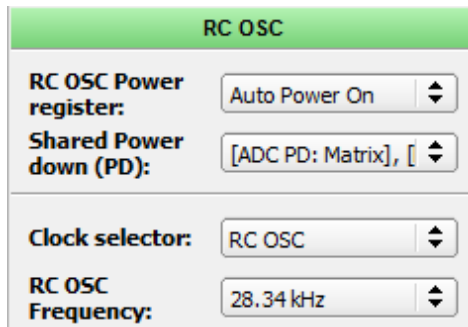 RC OSC
RC OSC Power
register:
Auto Power On
Shared Power
down (PD):
[ADC PD: Matrix], [
Clock selector:
RC OSC
RC OSC
Frequency:
28.34 kHz